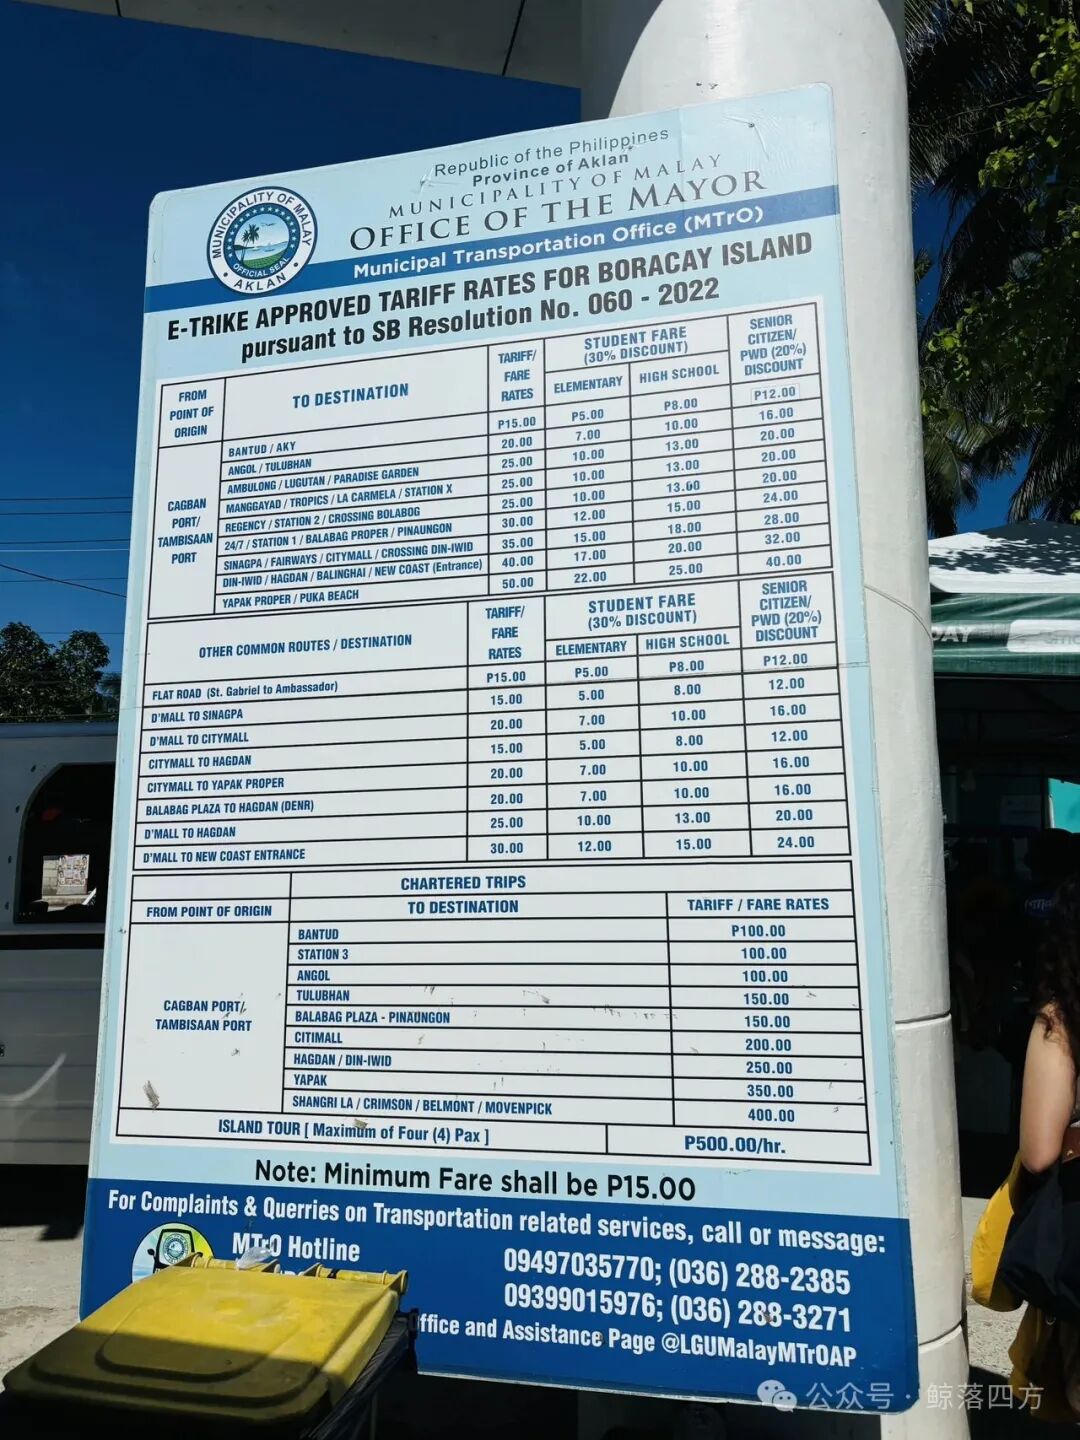 Republic of the Philippines
Province of Aklan
MUNICIPALITY OF MALAY
OFFICE OF THE MAYOR
Municipal Transportation Office (MTrO)
MUNICIPALITY OF MALAY
OFFICIAL SEAL
AKLAN
E-TRIKE APPROVED TARIFF RATES FOR BORACAY ISLAND
pursuant to SB Resolution No. 060 - 2022
FROM POINT OF ORIGIN TO DESTINATION TARIFF/ FARE RATES STUDENT FARE (30% DISCOUNT) ELEMENTARY HIGH SCHOOL SENIOR CITIZEN/ PWD (20%) DISCOUNT
CAGBAN PORT/ TAMBISAAN PORT
BANTUD / AKY P15.00 P5.00 P8.00 P12.00
ANGOL / TULUBHAN 20.00 7.00 10.00 16.00
AMBULONG / LUGUTAN / PARADISE GARDEN 25.00 10.00 13.00 20.00
MANGGAYAD / TROPICS / LA CARMELA / STATION X 25.00 10.00 13.00 20.00
REGENCY / STATION 2 / CROSSING BOLABOG 25.00 10.00 13.00 20.00
24/7 / STATION 1 / BALABAG PROPER / PINAUNGON 30.00 12.00 15.00 24.00
SINAGPA / FAIRWAYS / CITYMALL / CROSSING DIN-IWID 35.00 15.00 18.00 28.00
DIN-IWID / HAGDAN / BALINGHAI / NEW COAST (Entrance) 40.00 17.00 20.00 32.00
YAPAK PROPER / PUKA BEACH 50.00 22.00 25.00 40.00
OTHER COMMON ROUTES / DESTINATION TARIFF/ FARE RATES STUDENT FARE (30% DISCOUNT) ELEMENTARY HIGH SCHOOL SENIOR CITIZEN/ PWD (20%) DISCOUNT
FLAT ROAD (St. Gabriel to Ambassador) P15.00 P5.00 P8.00 P12.00
D'MALL TO SINAGPA 15.00 5.00 8.00 12.00
D'MALL TO CITYMALL 20.00 7.00 10.00 16.00
CITYMALL TO HAGDAN 15.00 5.00 8.00 12.00
CITYMALL TO YAPAK PROPER 20.00 7.00 10.00 16.00
BALABAG PLAZA TO HAGDAN (DENR) 20.00 7.00 10.00 16.00
D'MALL TO HAGDAN 25.00 10.00 13.00 20.00
D'MALL TO NEW COAST ENTRANCE 30.00 12.00 15.00 24.00
CHARTERED TRIPS
FROM POINT OF ORIGIN TO DESTINATION TARIFF / FARE RATES
CAGBAN PORT/ TAMBISAAN PORT
BANTUD P100.00
STATION 3 100.00
ANGOL 100.00
TULUBHAN 150.00
BALABAG PLAZA - PINAUNGON 150.00
CITIMALL 200.00
HAGDAN / DIN-IWID 250.00
YAPAK 350.00
SHANGRI LA / CRIMSON / BELMONT / MOVENPICK 400.00
ISLAND TOUR [ Maximum of Four (4) Pax ] P500.00/hr.
Note: Minimum Fare shall be P15.00
For Complaints & Querries on Transportation related services, call or message:
MTrO Hotline
09497035770; (036) 288-2385
09399015976; (036) 288-3271
ffice and Assistance Page @LGUMalayMTrOAP
公众号·鲸落四方